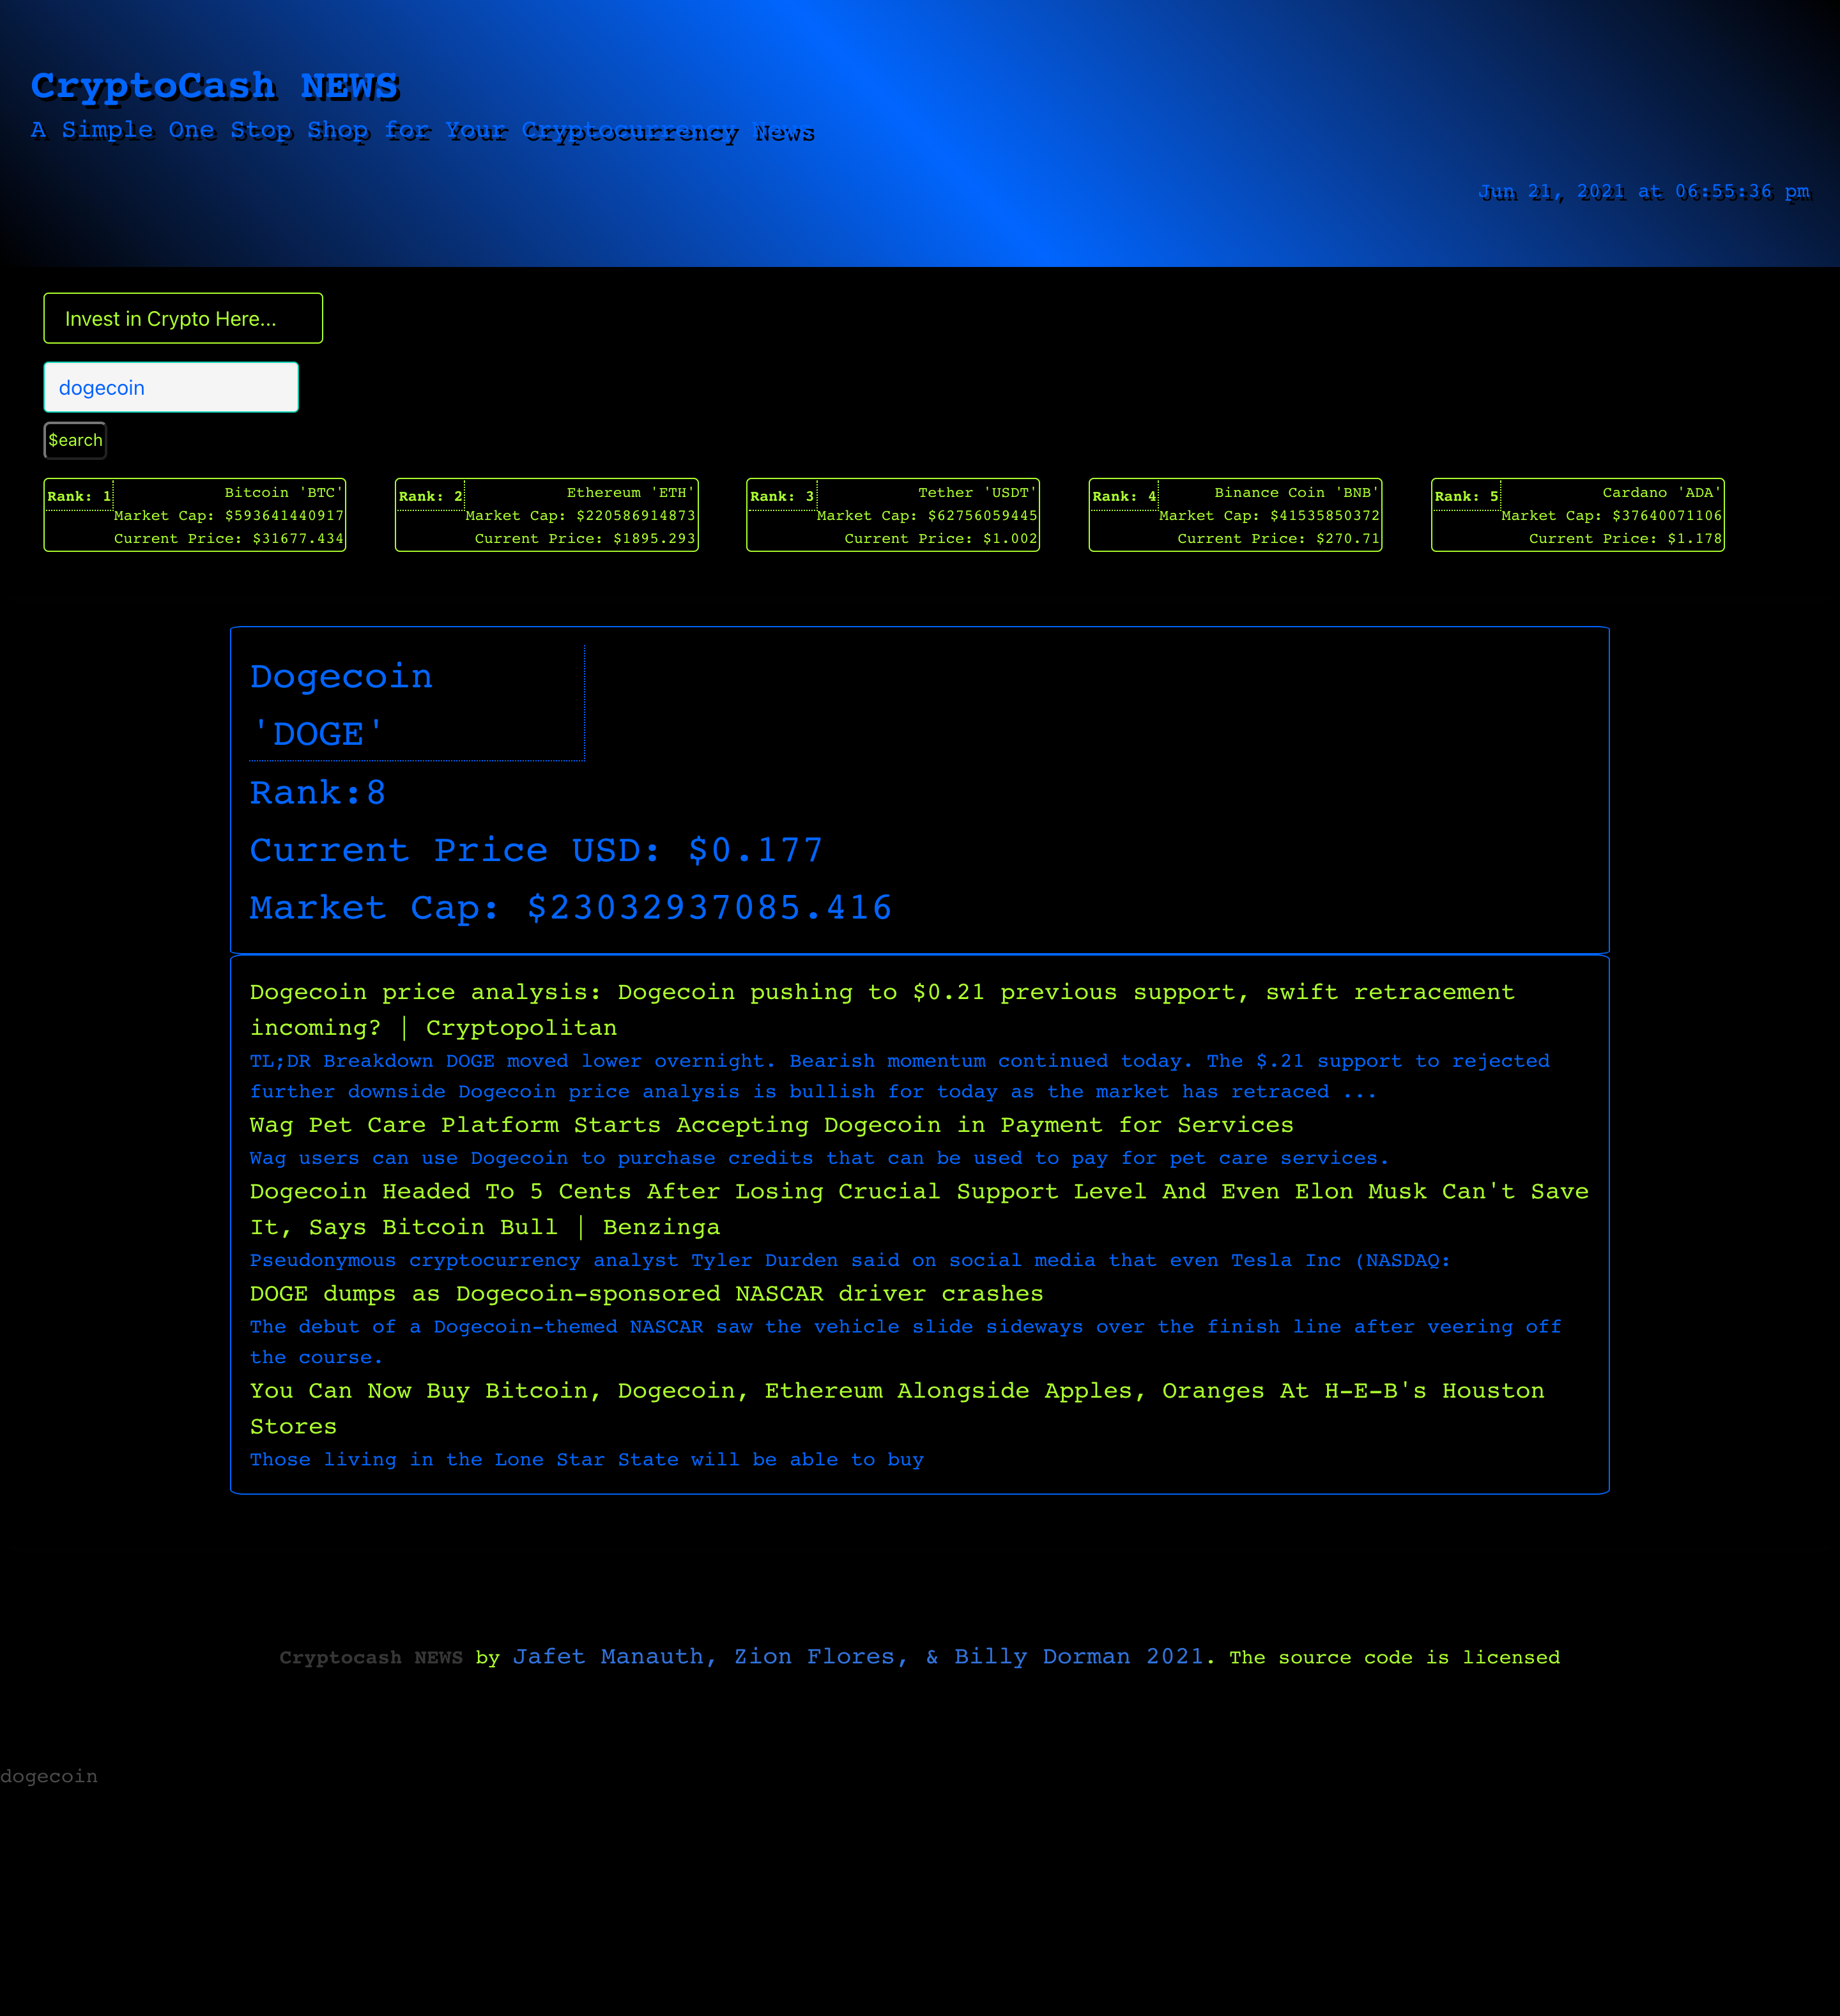 CryptoCash NEWS
A Simple One Stop Shop for Your Cryptocurrency News
Jun 21, 2021 at 06:55:36 pm
Invest in Crypto Here...
dogecoin
$earch
Rank: 1
Bitcoin 'BTC'
Market Cap: $593641440917
Current Price: $31677.434
Rank: 2
Ethereum 'ETH'
Market Cap: $220586914873
Current Price: $1895.293
Rank: 3
Tether 'USDT'
Market Cap: $62756059445
Current Price: $1.002
Rank: 4
Binance Coin 'BNB'
Market Cap: $41535850372
Current Price: $270.71
Rank: 5
Cardano 'ADA'
Market Cap: $37640071106
Current Price: $1.178
Dogecoin
'DOGE'
Rank:8
Current Price USD: $0.177
Market Cap: $23032937085.416
Dogecoin price analysis: Dogecoin pushing to $0.21 previous support, swift retracement
incoming? | Cryptopolitan
TL;DR Breakdown DOGE moved lower overnight. Bearish momentum continued today. The $.21 support to rejected
further downside Dogecoin price analysis is bullish for today as the market has retraced ...
Wag Pet Care Platform Starts Accepting Dogecoin in Payment for Services
Wag users can use Dogecoin to purchase credits that can be used to pay for pet care services.
Dogecoin Headed To 5 Cents After Losing Crucial Support Level And Even Elon Musk Can't Save
It, Says Bitcoin Bull | Benzinga
Pseudonymous cryptocurrency analyst Tyler Durden said on social media that even Tesla Inc (NASDAQ:
DOGE dumps as Dogecoin-sponsored NASCAR driver crashes
The debut of a Dogecoin-themed NASCAR saw the vehicle slide sideways over the finish line after veering off
the course.
You Can Now Buy Bitcoin, Dogecoin, Ethereum Alongside Apples, Oranges At H-E-B's Houston
Stores
Those living in the Lone Star State will be able to buy
Cryptocash NEWS by Jafet Manauth, Zion Flores, & Billy Dorman 2021. The source code is licensed
dogecoin